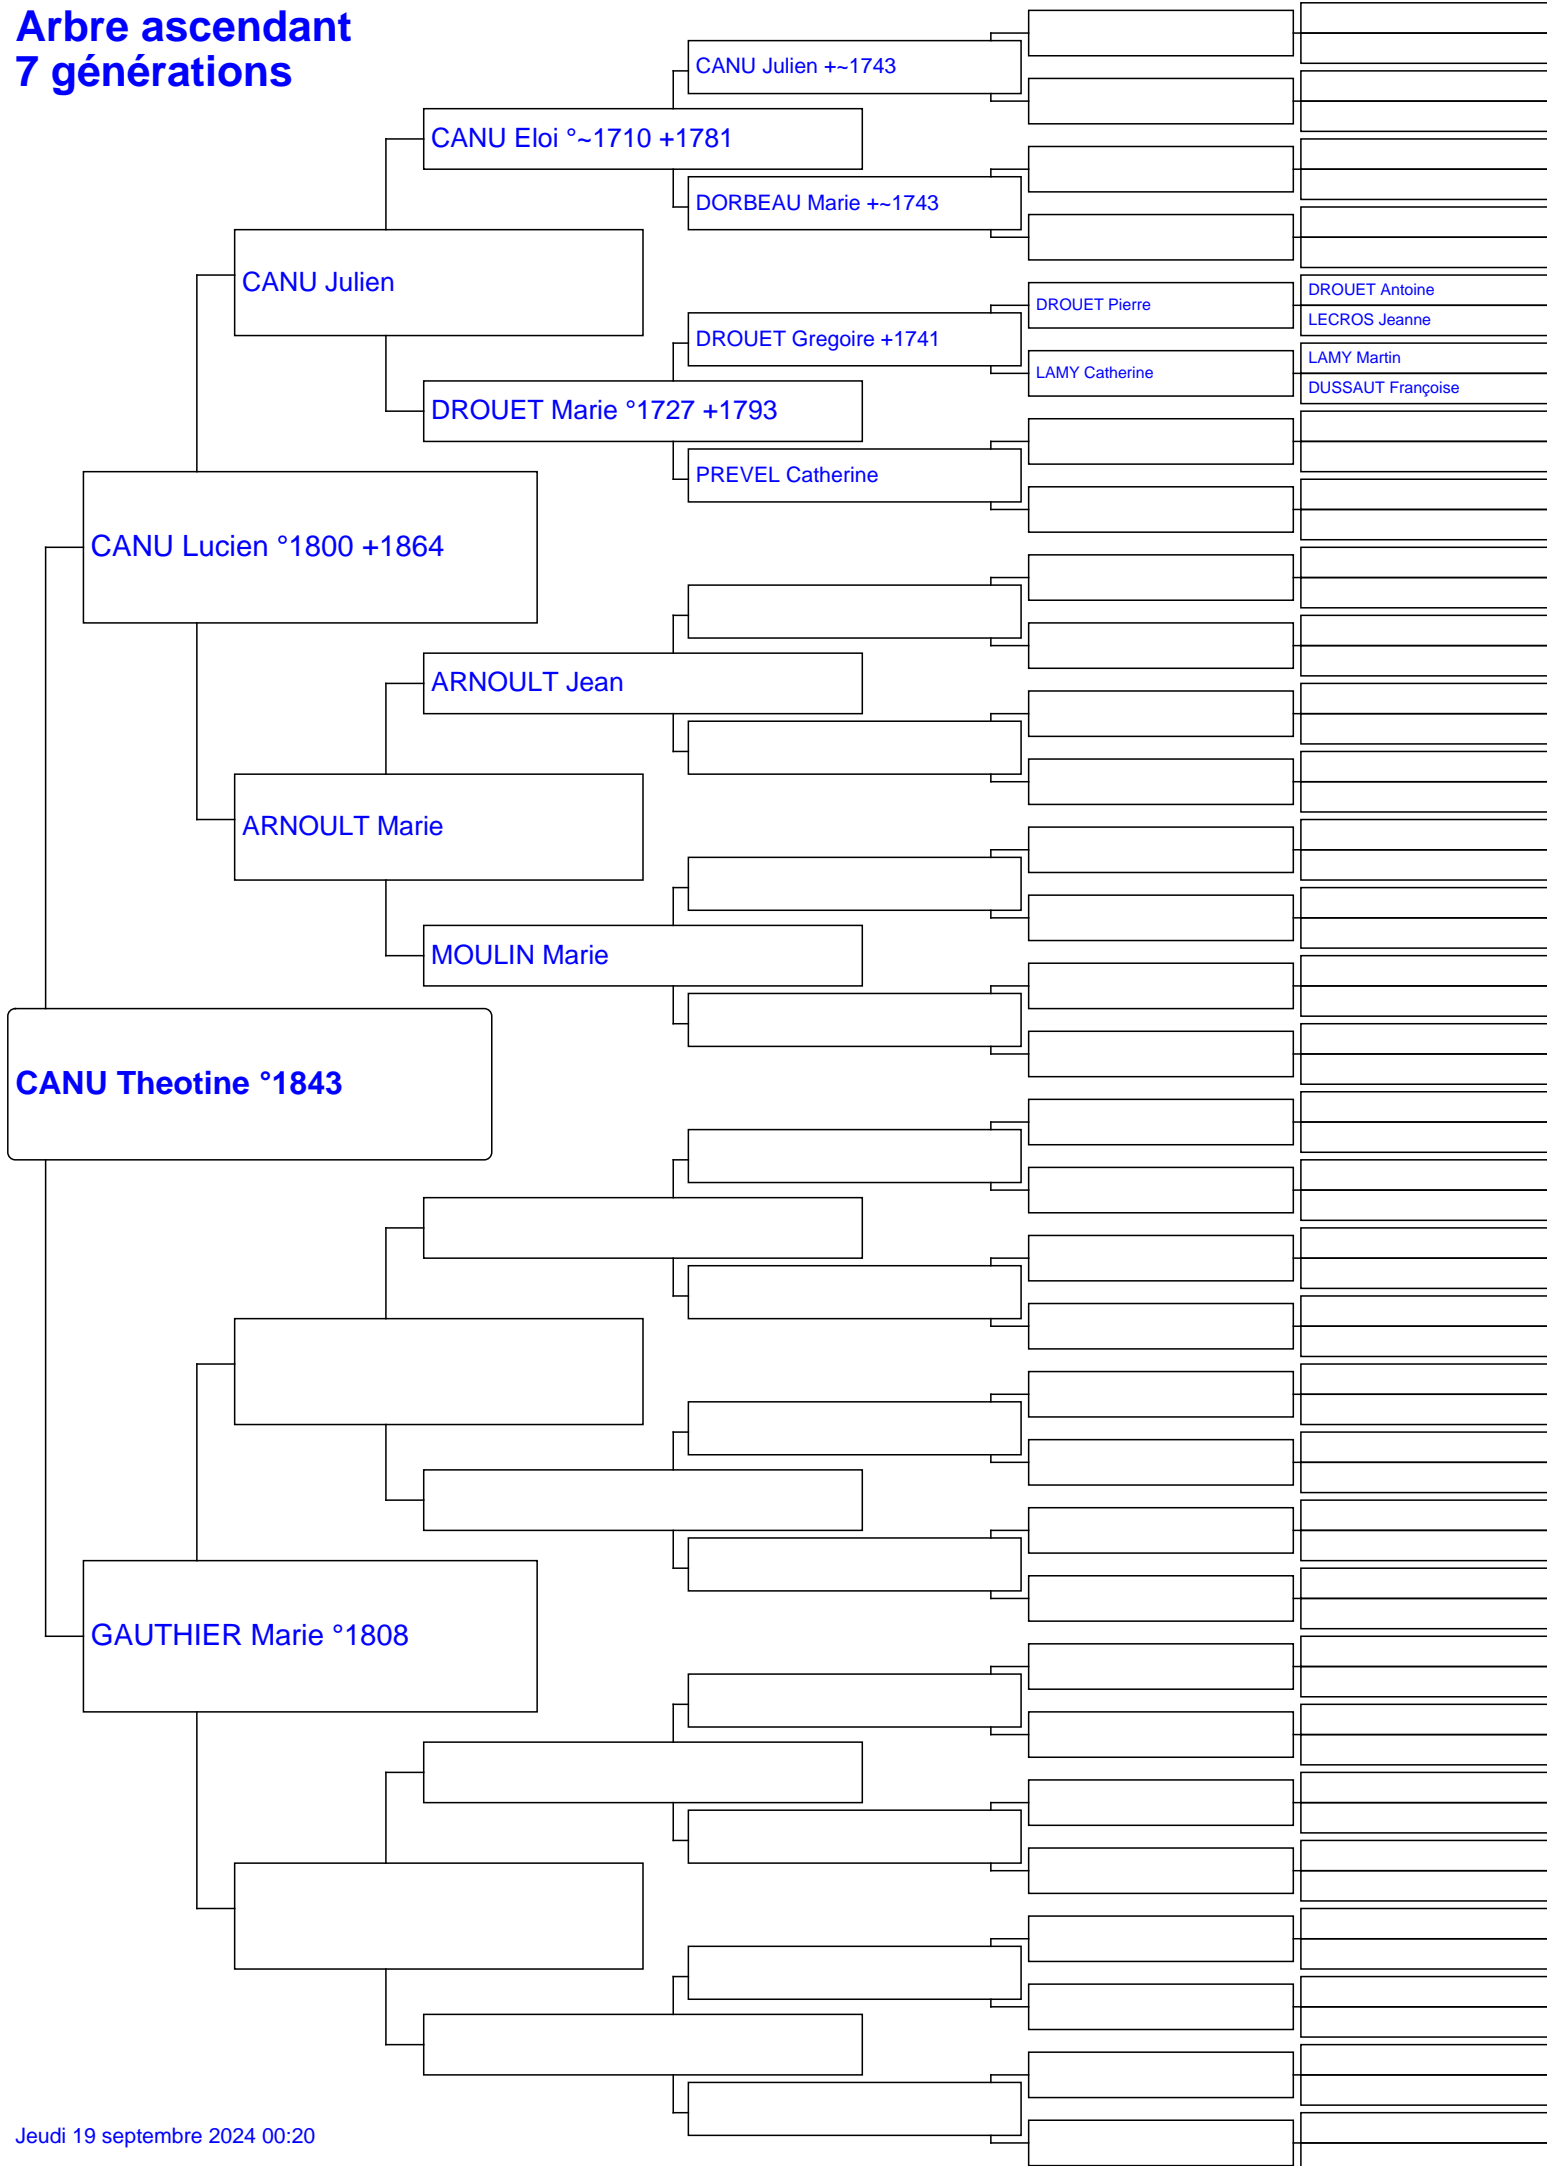 Arbre ascendant
7 générations
CANU Julien +~1743
CANU Eloi °~1710 +1781
DORBEAU Marie +~1743
CANU Julien
DROUET Antoine
DROUET Pierre
LECROS Jeanne
DROUET Gregoire +1741
LAMY Martin
LAMY Catherine
DUSSAUT Françoise
DROUET Marie °1727 +1793
PREVEL Catherine
CANU Lucien °1800 +1864
ARNOULT Jean
ARNOULT Marie
MOULIN Marie
CANU Theotine °1843
GAUTHIER Marie °1808
Jeudi 19 septembre 2024 00:20